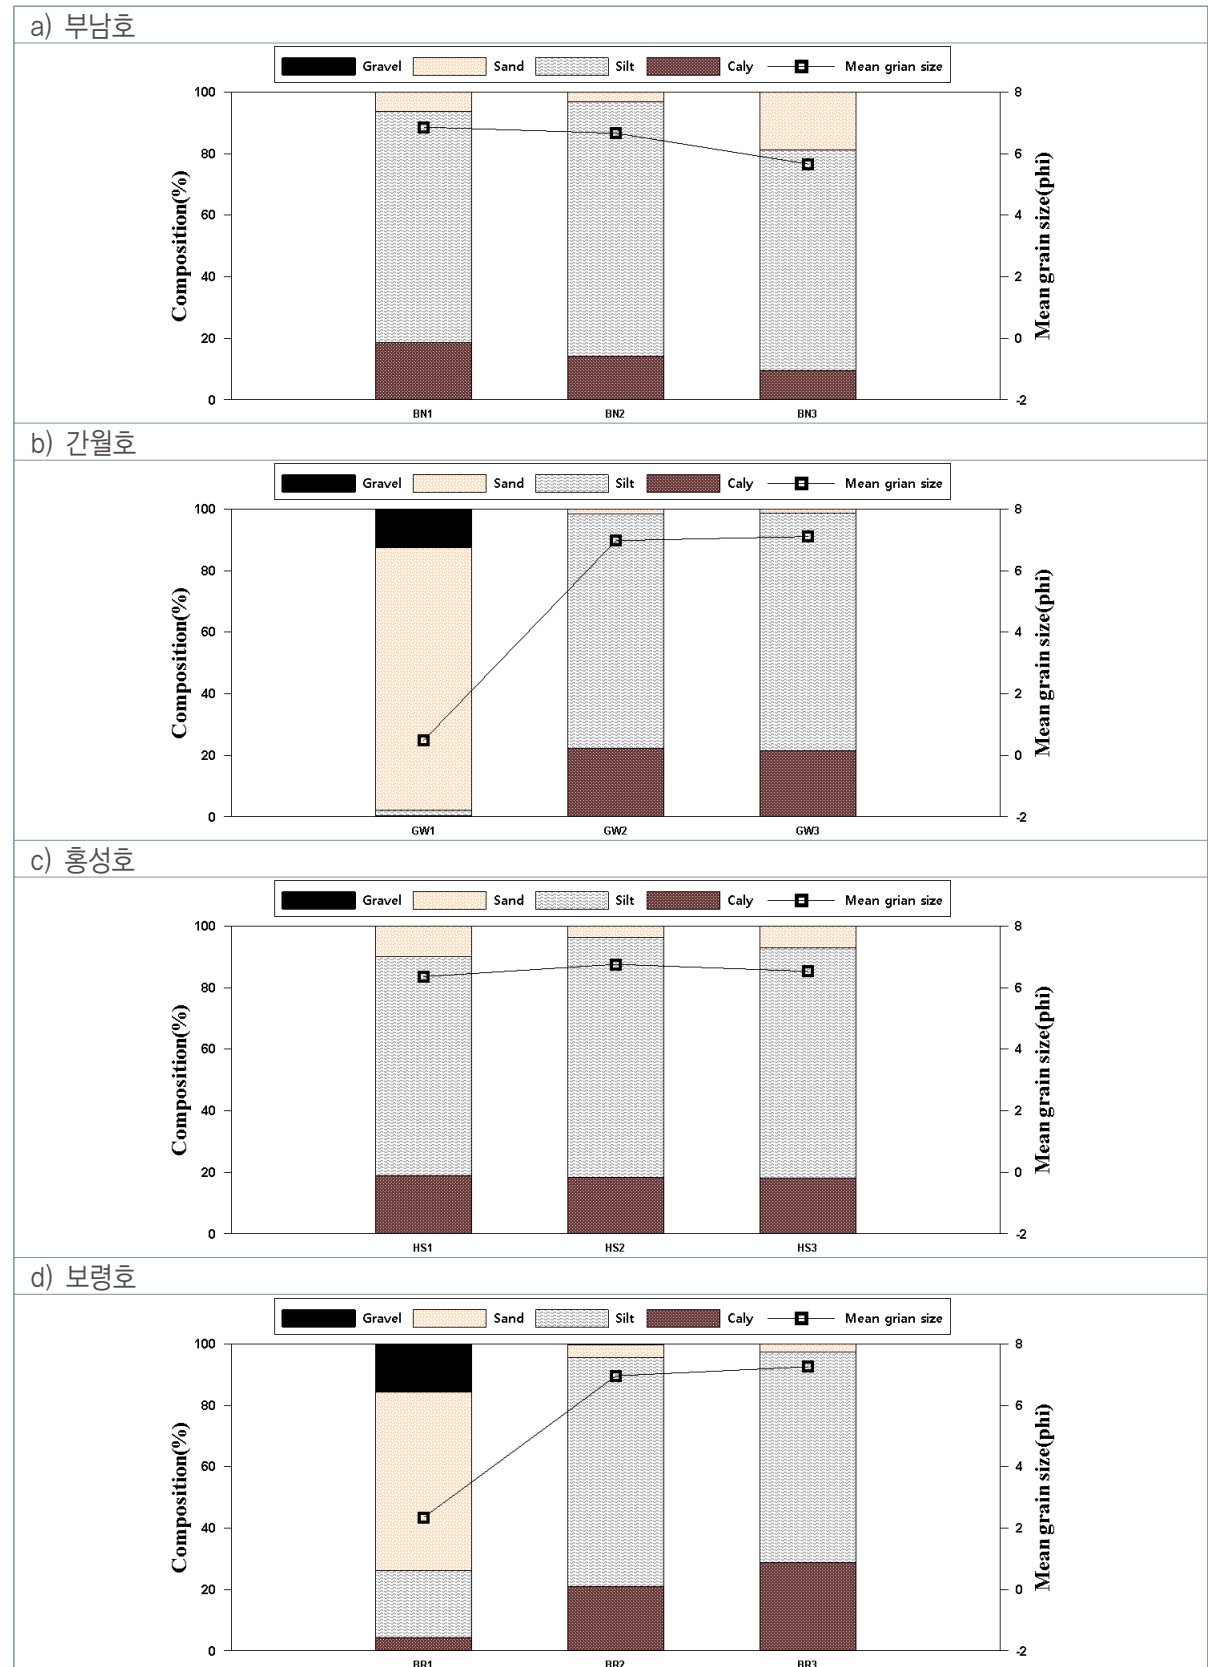 a) 부남호
Gravel Sand Silt Caly Mean grian size
Composition(%)
100
80
60
40
20
0
Mean grain size(phi)
8
6
4
2
0
-2
BN1 BN2 BN3
b) 간월호
Gravel Sand Silt Caly Mean grian size
Composition(%)
100
80
60
40
20
0
Mean grain size(phi)
8
6
4
2
0
-2
GW1 GW2 GW3
c) 홍성호
Gravel Sand Silt Caly Mean grian size
Composition(%)
100
80
60
40
20
0
Mean grain size(phi)
8
6
4
2
0
-2
HS1 HS2 HS3
d) 보령호
Gravel Sand Silt Caly Mean grian size
Composition(%)
100
80
60
40
20
0
Mean grain size(phi)
8
6
4
2
0
-2
BR1 BR2 BR3